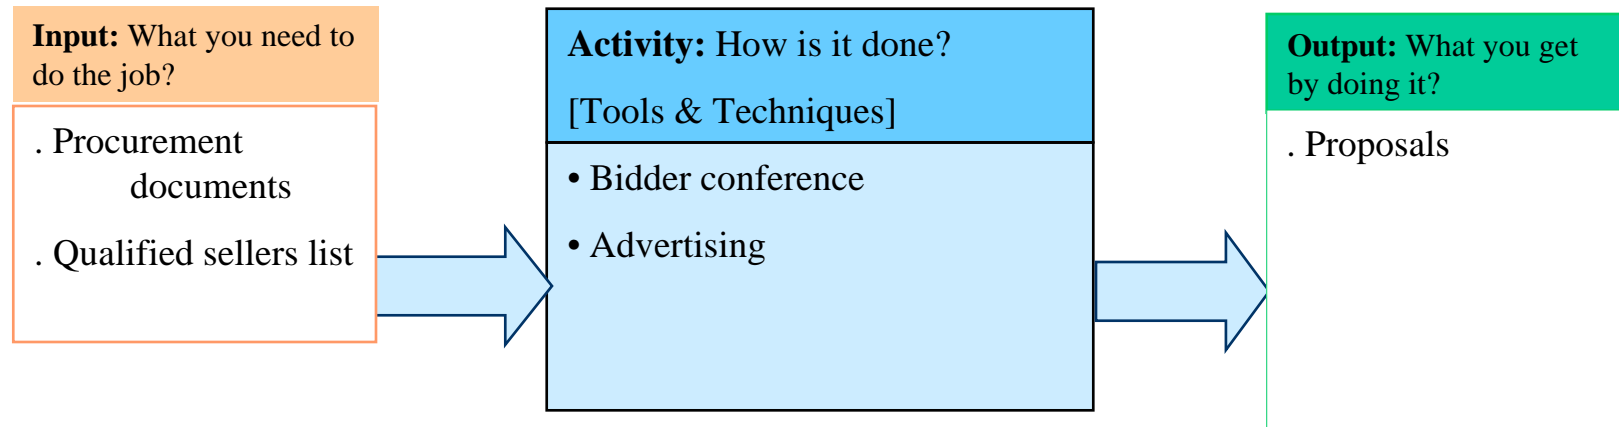 Input: What you need to
do the job?
. Procurement
documents
. Qualified sellers list
Activity: How is it done?
[Tools & Techniques]
• Bidder conference
• Advertising
Output: What you get
by doing it?
. Proposals